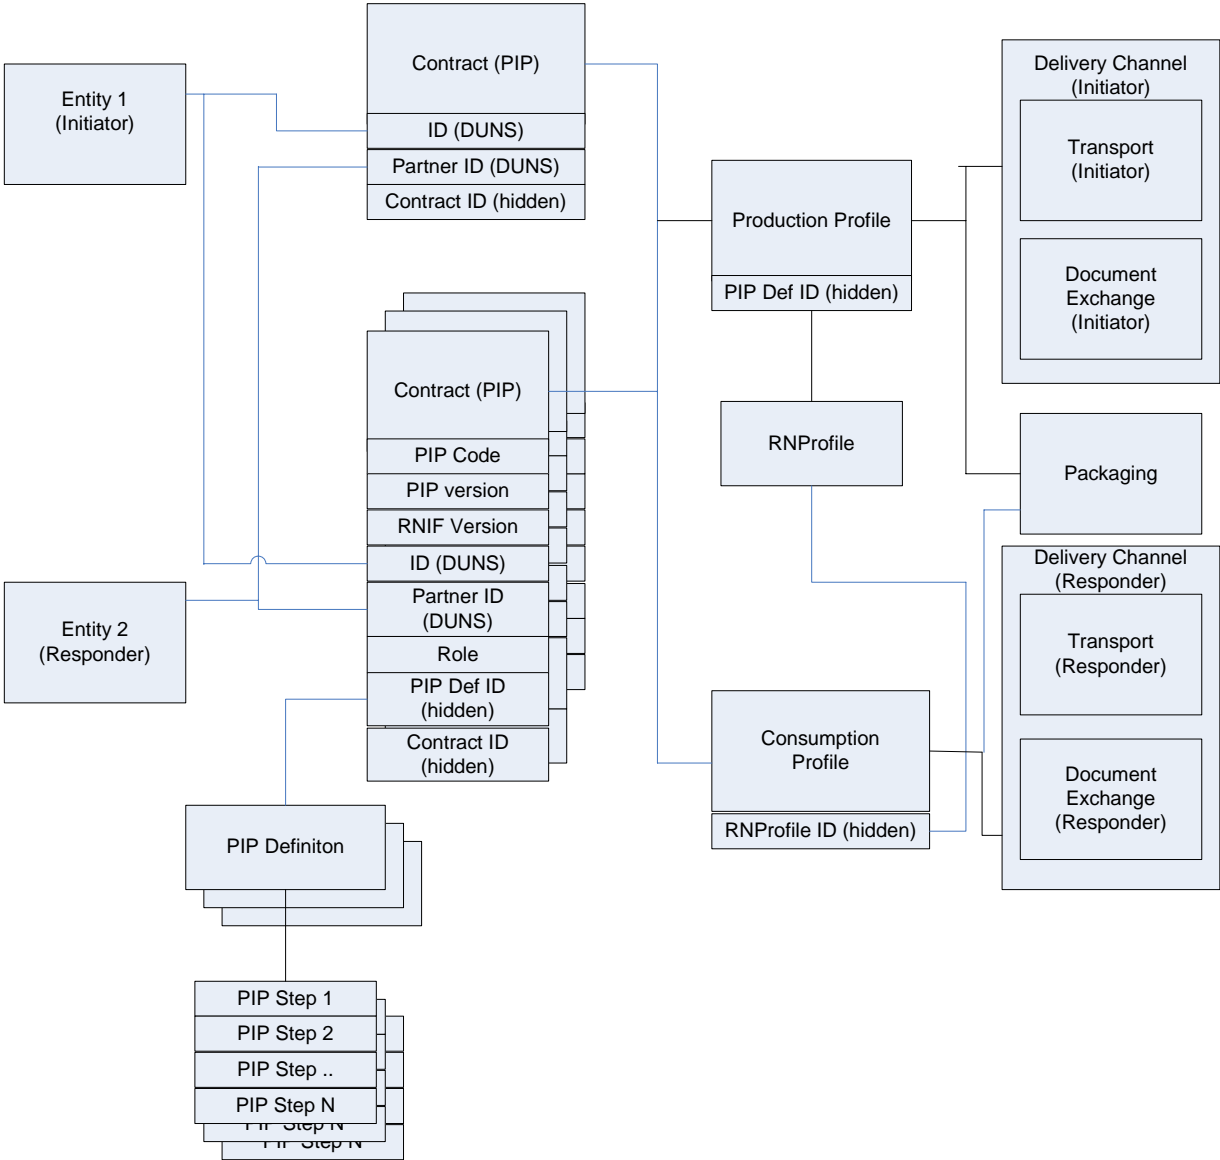 Entity 1
(Initiator)
Contract (PIP)
ID (DUNS)
Partner ID (DUNS)
Contract ID (hidden)
Production Profile
PIP Def ID (hidden)
Delivery Channel
(Initiator)
Transport
(Initiator)
Document
Exchange
(Initiator)
Contract (PIP)
PIP Code
PIP version
RNIF Version
ID (DUNS)
Partner ID
(DUNS)
Role
PIP Def ID
(hidden)
Contract ID
(hidden)
RNProfile
Packaging
Entity 2
(Responder)
Delivery Channel
(Responder)
Transport
(Responder)
Document
Exchange
(Responder)
Consumption
Profile
RNProfile ID (hidden)
PIP Definiton
PIP Step 1
PIP Step 2
PIP Step ..
PIP Step N
PIP Step N
PIP Step N